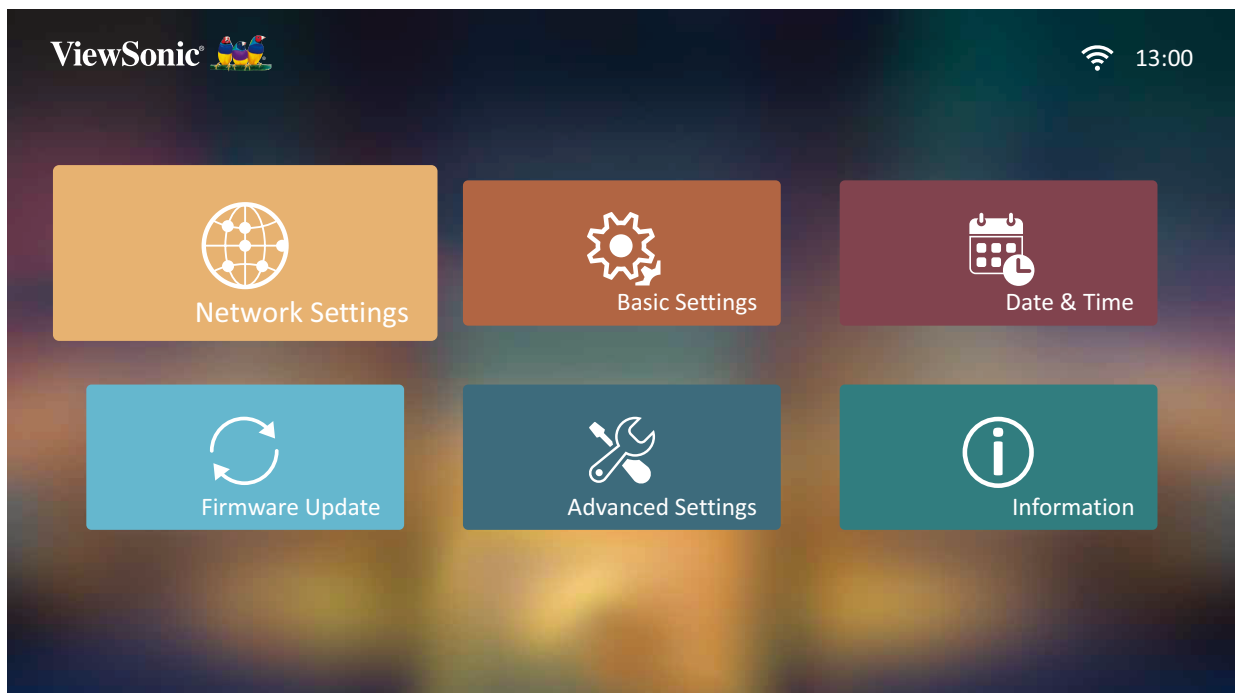 ViewSonic®
13:00
Network Settings
Basic Settings
Date & Time
Firmware Update
Advanced Settings
Information